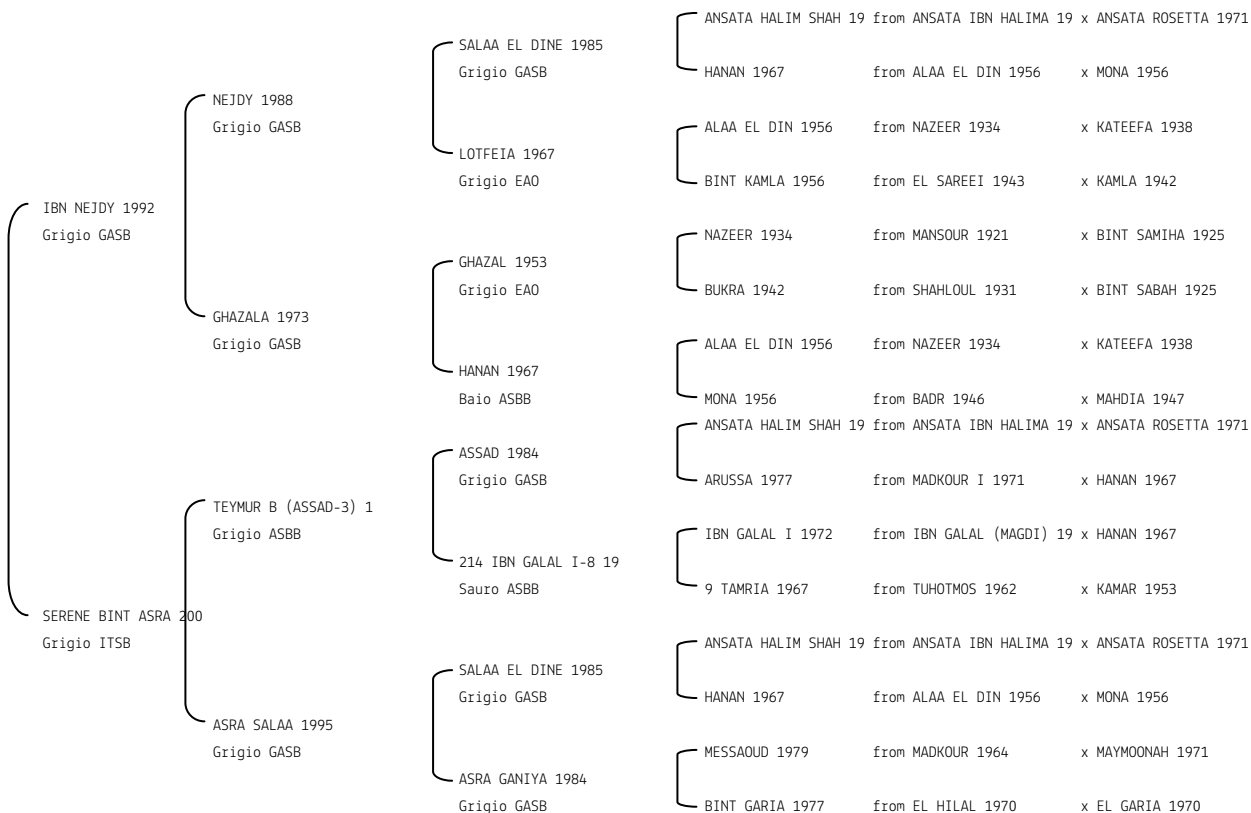 ANSATA HALIM SHAH 19 from ANSATA IBN HALIMA 19 x ANSATA ROSETTA 1971
SALAA EL DINE 1985
Grigio GASB
HANAN 1967 from ALAA EL DIN 1956 x MONA 1956
NEJDY 1988
Grigio GASB
ALAA EL DIN 1956 from NAZEER 1934 x KATEEFA 1938
LOTFEIA 1967
Grigio EAO
BINT KAMLA 1956 from EL SAREEI 1943 x KAMLA 1942
IBN NEJDY 1992
Grigio GASB
NAZEER 1934 from MANSOUR 1921 x BINT SAMIHA 1925
GHAZAL 1953
Grigio EAO
BUKRA 1942 from SHAHLOUL 1931 x BINT SABAH 1925
GHAZALA 1973
Grigio GASB
ALAA EL DIN 1956 from NAZEER 1934 x KATEEFA 1938
HANAN 1967
Baio ASBB
MONA 1956 from BADR 1946 x MAHDIA 1947
ANSATA HALIM SHAH 19 from ANSATA IBN HALIMA 19 x ANSATA ROSETTA 1971
ASSAD 1984
Grigio GASB
ARUSSA 1977 from MADKOUR I 1971 x HANAN 1967
TEYMUR B (ASSAD-3) 1
Grigio ASBB
IBN GALAL I 1972 from IBN GALAL (MAGDI) 19 x HANAN 1967
214 IBN GALAL I-8 19
Sauro ASBB
9 TAMRIA 1967 from TUHOTMOS 1962 x KAMAR 1953
SERENE BINT ASRA 200
Grigio ITSB
ANSATA HALIM SHAH 19 from ANSATA IBN HALIMA 19 x ANSATA ROSETTA 1971
SALAA EL DINE 1985
Grigio GASB
HANAN 1967 from ALAA EL DIN 1956 x MONA 1956
ASRA SALAA 1995
Grigio GASB
MESSAOUD 1979 from MADKOUR 1964 x MAYMOONAH 1971
ASRA GANIYA 1984
Grigio GASB
BINT GARIA 1977 from EL HILAL 1970 x EL GARIA 1970